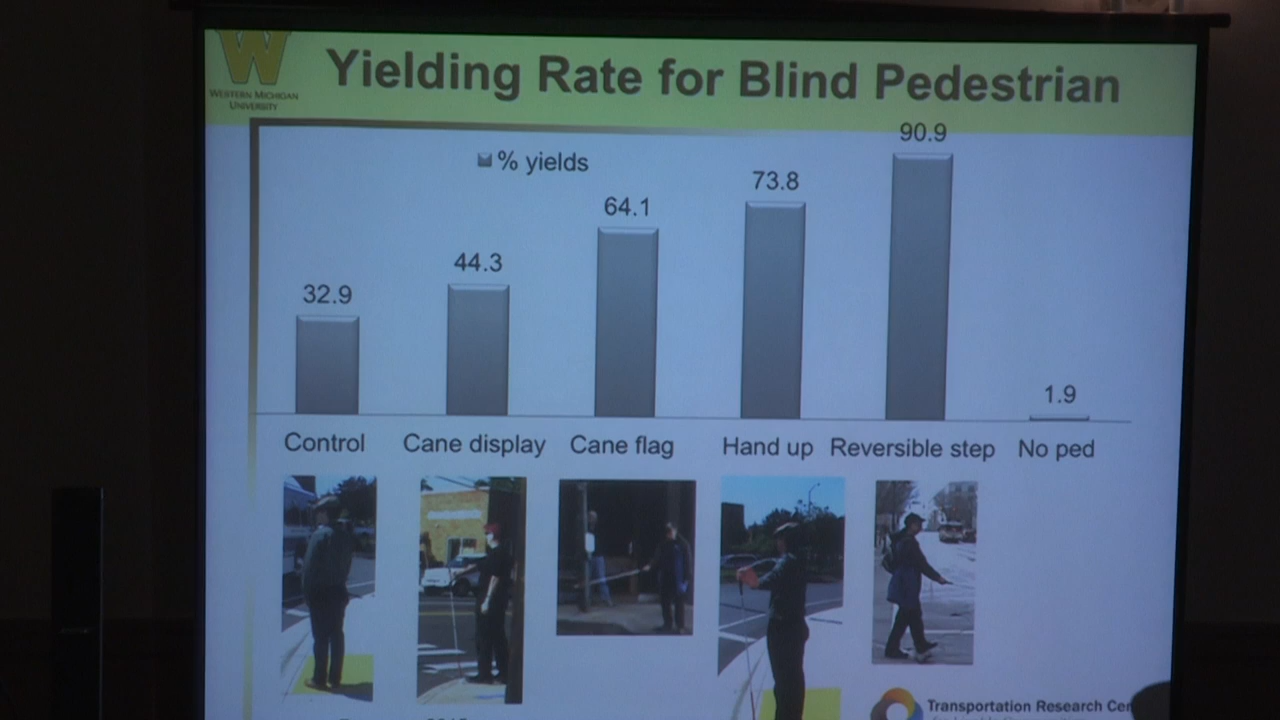 W
WESTERN MICHIGAN
UNIVERSITY
Yielding Rate for Blind Pedestrian
% yields
32.9
44.3
64.1
73.8
90.9
1.9
Control
Cane display
Cane flag
Hand up
Reversible step
No ped
Transportation Research Cen